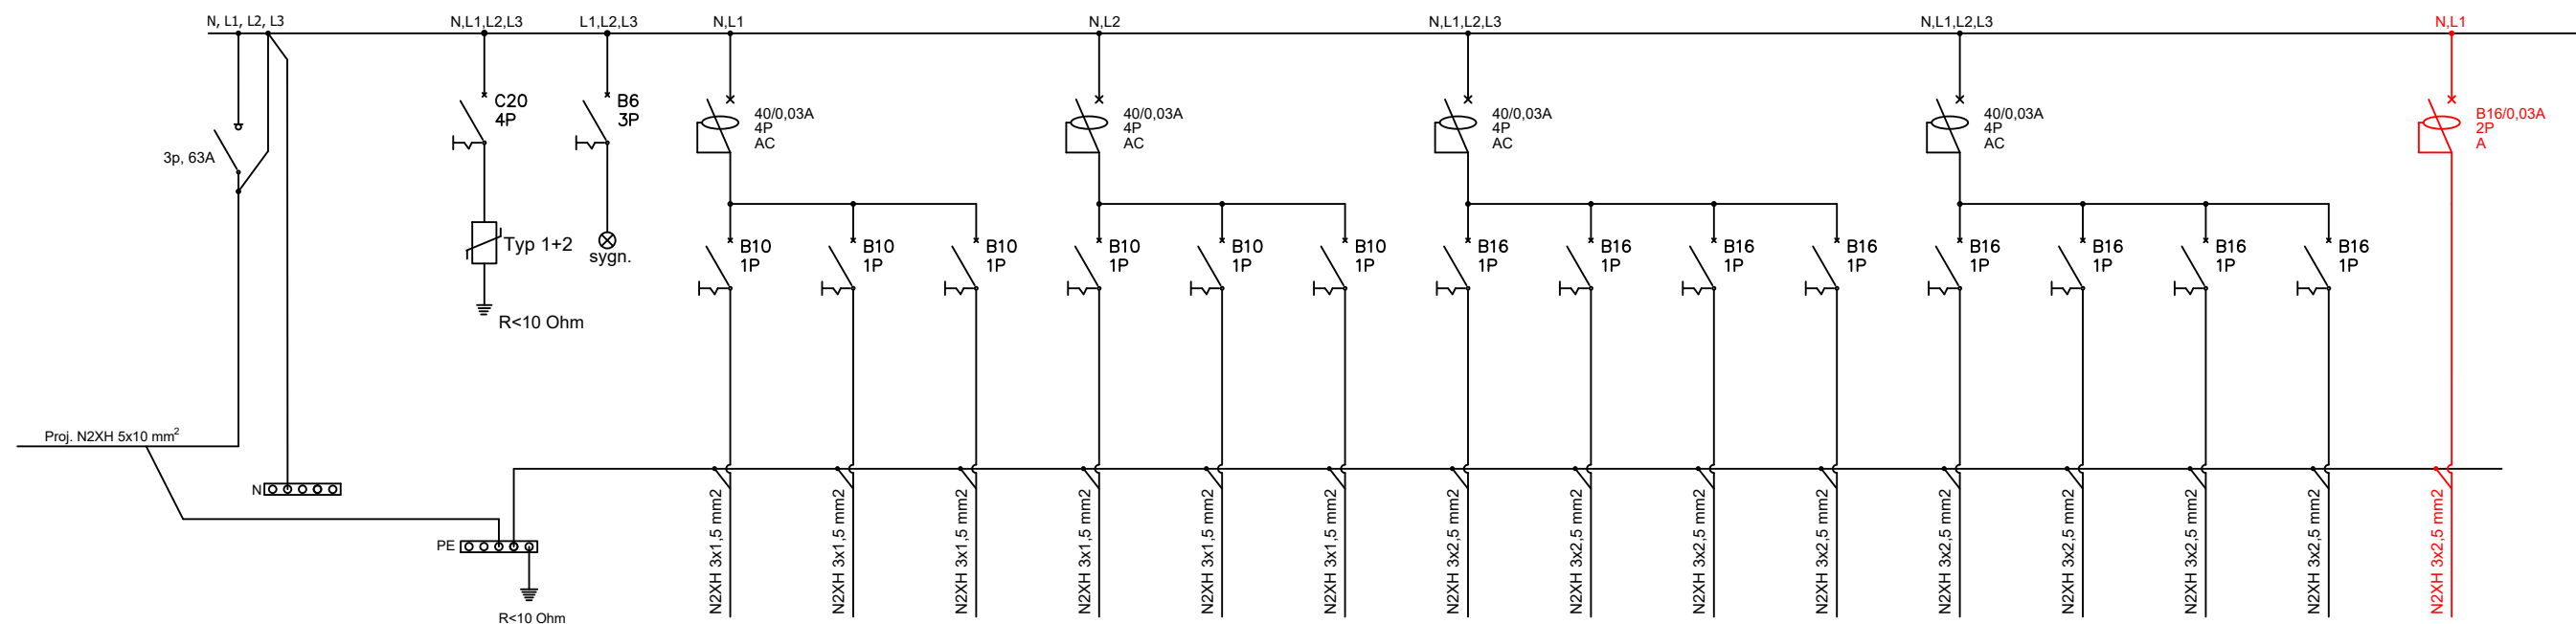 N, L1, L2, L3
N,L1,L2,L3
L1,L2,L3
N,L1
N,L2
N,L1,L2,L3
N,L1,L2,L3
N,L1
3p, 63A
C20
4P
B6
3P
40/0,03A
4P
AC
40/0,03A
4P
AC
40/0,03A
4P
AC
40/0,03A
4P
AC
B16/0,03A
2P
A
Typ 1+2
sygn.
R<10 Ohm
B10
1P
B10
1P
B10
1P
B10
1P
B10
1P
B10
1P
B16
1P
B16
1P
B16
1P
B16
1P
B16
1P
B16
1P
B16
1P
B16
1P
Proj. N2XH 5x10 mm²
N
PE
R<10 Ohm
N2XH 3x1,5 mm2
N2XH 3x1,5 mm2
N2XH 3x1,5 mm2
N2XH 3x1,5 mm2
N2XH 3x1,5 mm2
N2XH 3x1,5 mm2
N2XH 3x2,5 mm2
N2XH 3x2,5 mm2
N2XH 3x2,5 mm2
N2XH 3x2,5 mm2
N2XH 3x2,5 mm2
N2XH 3x2,5 mm2
N2XH 3x2,5 mm2
N2XH 3x2,5 mm2
N2XH 3x2,5 mm2